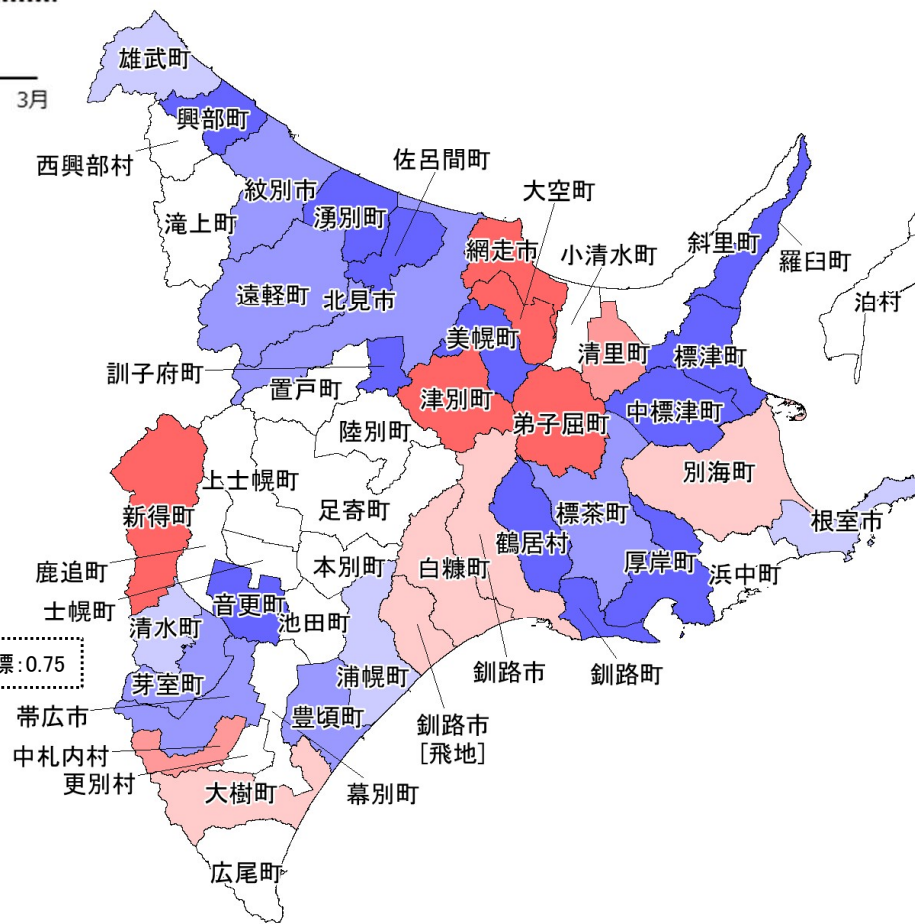 3月
雄武町
興部町
西興部村
佐呂間町
紋別市
大空町
湧別町
滝上町
網走市
小清水町
斜里町
羅臼町
遠軽町
北見市
泊村
美幌町
清里町
標津町
訓子府町
置戸町
津別町
中標津町
弟子屈町
陸別町
別海町
上士幌町
足寄町
新得町
標茶町
根室市
鶴居村
厚岸町
鹿追町
本別町
白糠町
浜中町
士幌町
音更町
池田町
清水町
標:0.75
釧路市
釧路町
浦幌町
芽室町
帯広市
豊頃町
釧路市
[飛地]
中札内村
更別村
大樹町
幕別町
広尾町